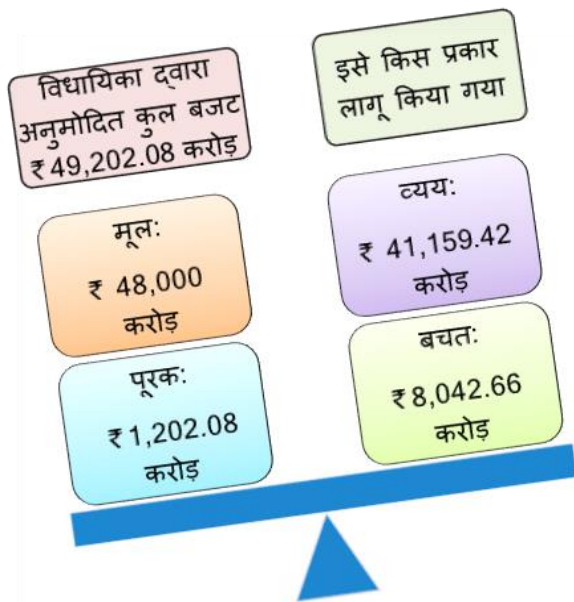 विधायिका द्वारा
अनुमोदित कुल बजट
₹ 49,202.08 करोड़
मूल:
₹ 48,000
करोड़
पूरक:
₹ 1,202.08
करोड़
इसे किस प्रकार
लागू किया गया
व्यय:
₹ 41,159.42
करोड़
बचत:
₹ 8,042.66
करोड़